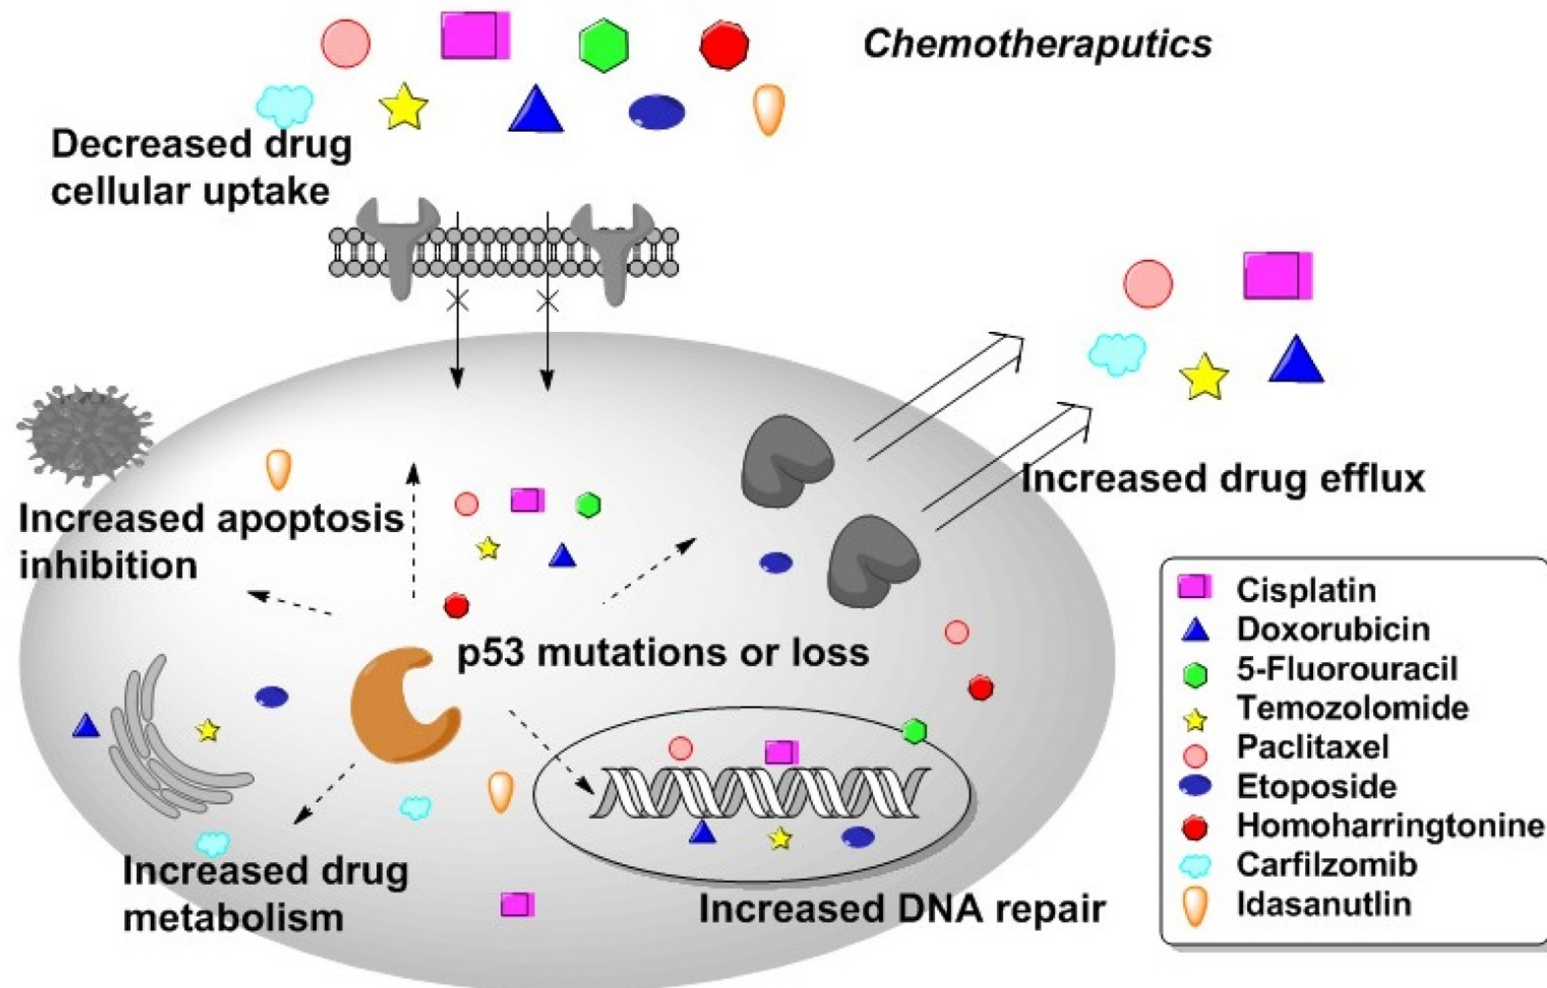 Chemotheraputics
Decreased drug
cellular uptake
Increased drug efflux
Increased apoptosis
inhibition
p53 mutations or loss
Increased drug
metabolism
Increased DNA repair
Cisplatin
Doxorubicin
5-Fluorouracil
Temozolomide
Paclitaxel
Etoposide
Homoharringtonine
Carfilzomib
Idasanutlin